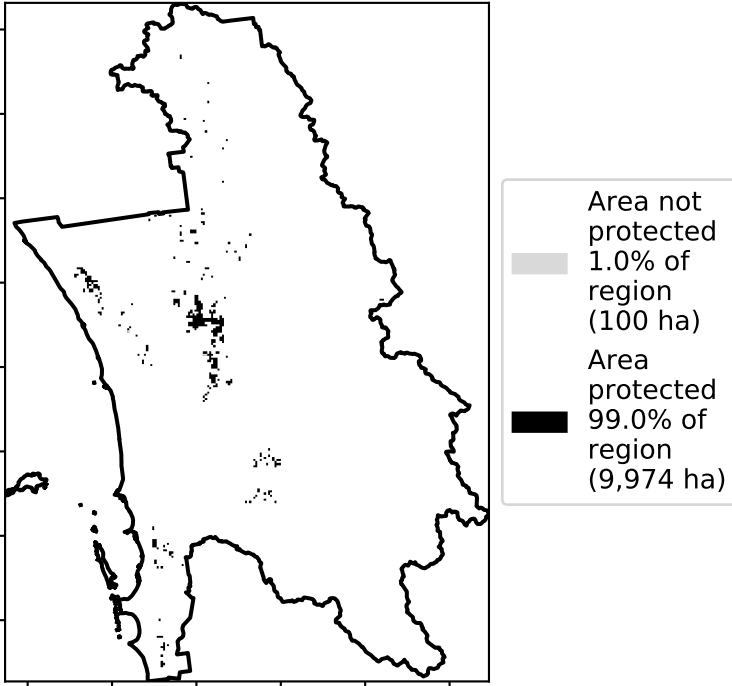 Area not
protected
1.0% of
region
(100 ha)
Area
protected
99.0% of
region
(9,974 ha)